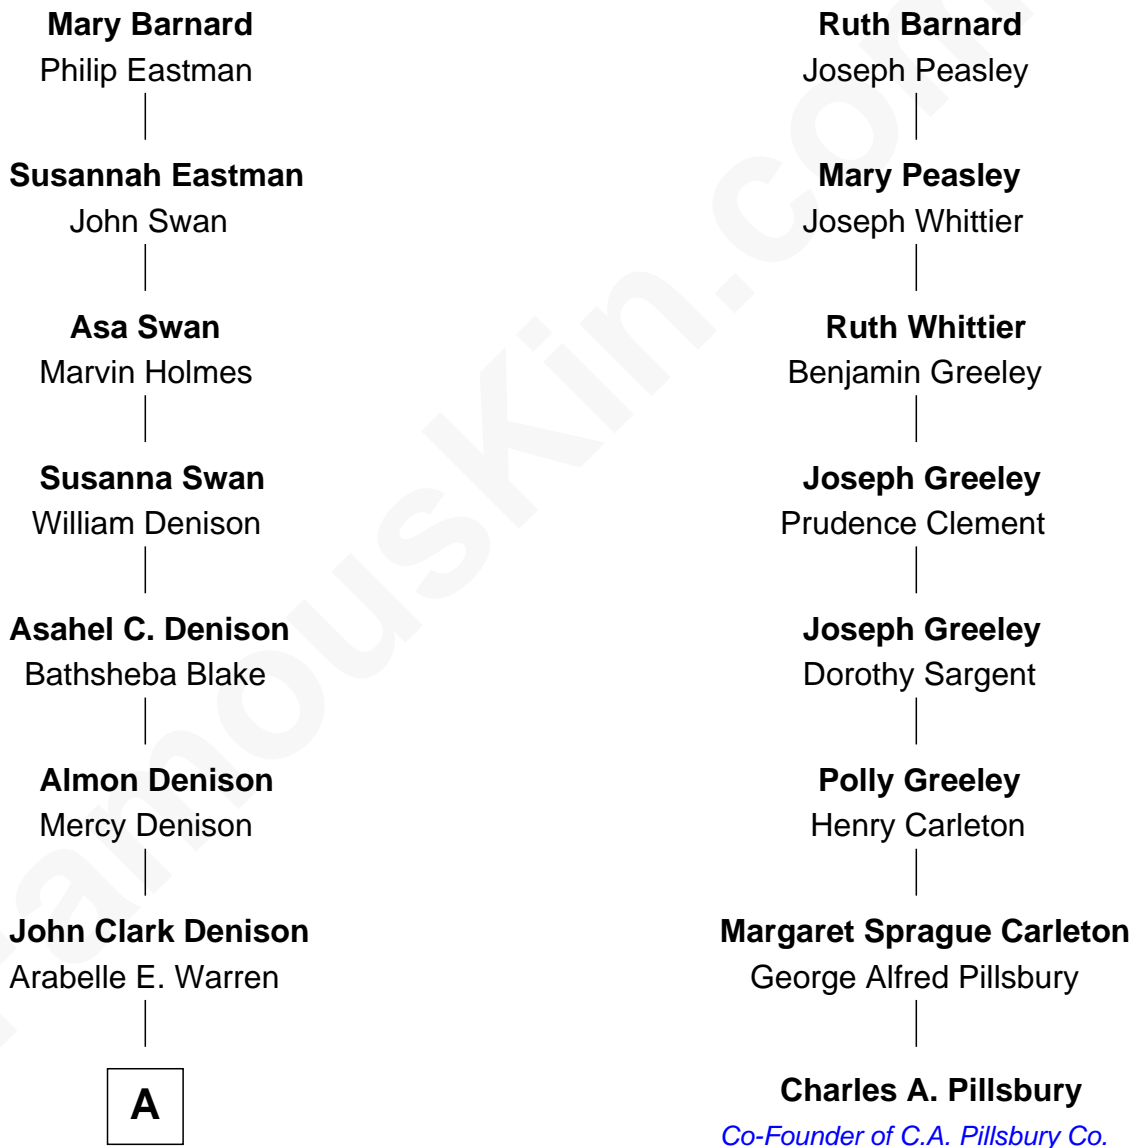 Mary Barnard
Philip Eastman
Susannah Eastman
John Swan
Asa Swan
Marvin Holmes
Susanna Swan
William Denison
Asahel C. Denison
Bathsheba Blake
Almon Denison
Mercy Denison
John Clark Denison
Arabelle E. Warren
A
Ruth Barnard
Joseph Peasley
Mary Peasley
Joseph Whittier
Ruth Whittier
Benjamin Greeley
Joseph Greeley
Prudence Clement
Joseph Greeley
Dorothy Sargent
Polly Greeley
Henry Carleton
Margaret Sprague Carleton
George Alfred Pillsbury
Charles A. Pillsbury
Co-Founder of C.A. Pillsbury Co.
FamousKin.com